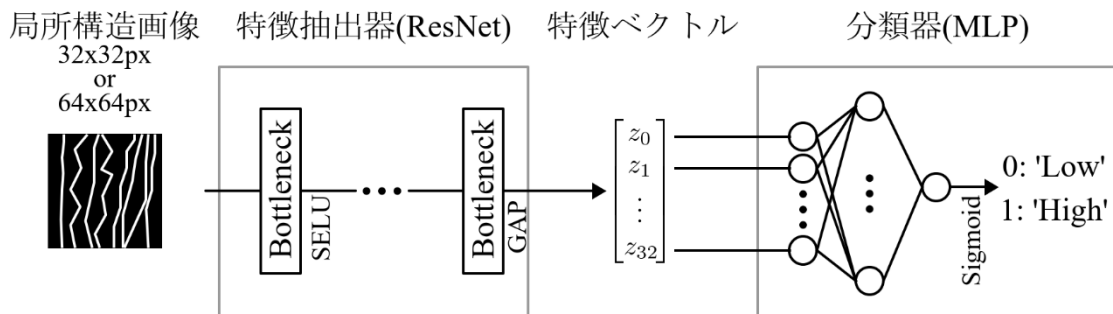 局所構造画像
32x32px
or
64x64px
特徴抽出器(ResNet)
Bottleneck
SELU
Bottleneck
GAP
特徴ベクトル
z0
z1
⋮
z32
分類器(MLP)
Sigmoid
0: 'Low'
1: 'High'